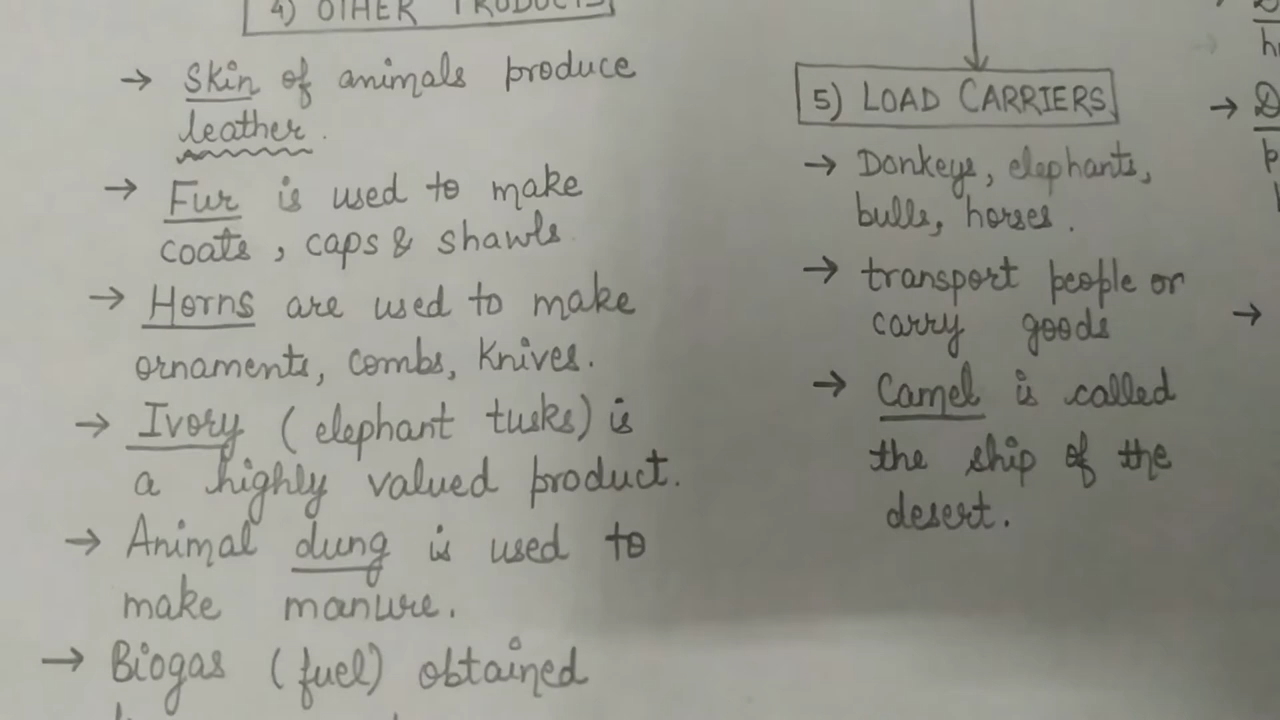 4) OTHER PRODUCTS
→ Skin of animals produce
leather.
→ Fur is used to make
coats, caps & shawls
→ Horns are used to make
ornaments, combs, knives.
→ Ivory (elephant tusks) is
a highly valued product.
→ Animal dung is used to
make manure.
→ Biogas (fuel) obtained
5) LOAD CARRIERS
→ Donkeys, elephants,
bulls, horses.
→ transport people or
carry goods
→ Camel is called
the ship of the
desert.